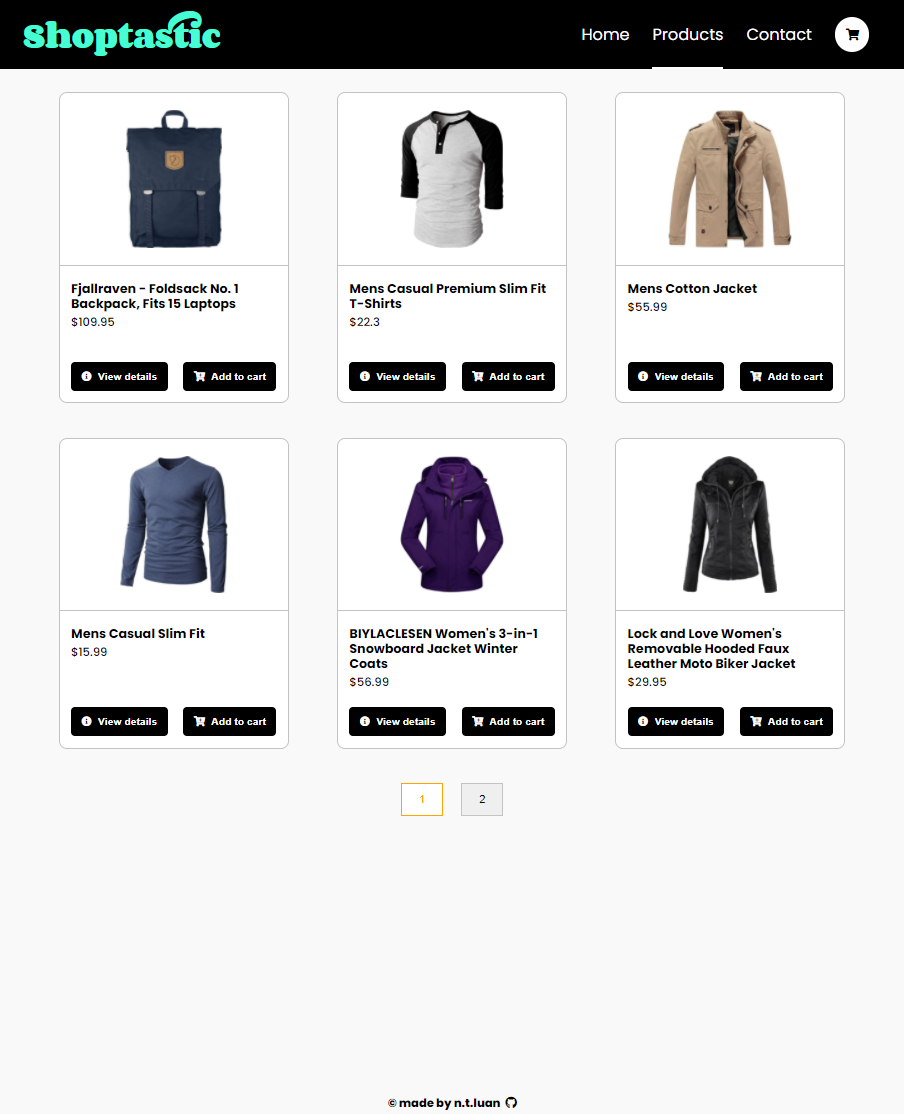 Shoptastic
Home Products Contact
Fjallraven - Foldsack No. 1
Backpack, Fits 15 Laptops
$109.95
View details Add to cart
Mens Casual Premium Slim Fit
T-Shirts
$22.3
View details Add to cart
Mens Cotton Jacket
$55.99
View details Add to cart
Mens Casual Slim Fit
$15.99
View details Add to cart
BIYLACLESEN Women's 3-in-1
Snowboard Jacket Winter
Coats
$56.99
View details Add to cart
Lock and Love Women's
Removable Hooded Faux
Leather Moto Biker Jacket
$29.95
View details Add to cart
1 2
© made by n.t.luan